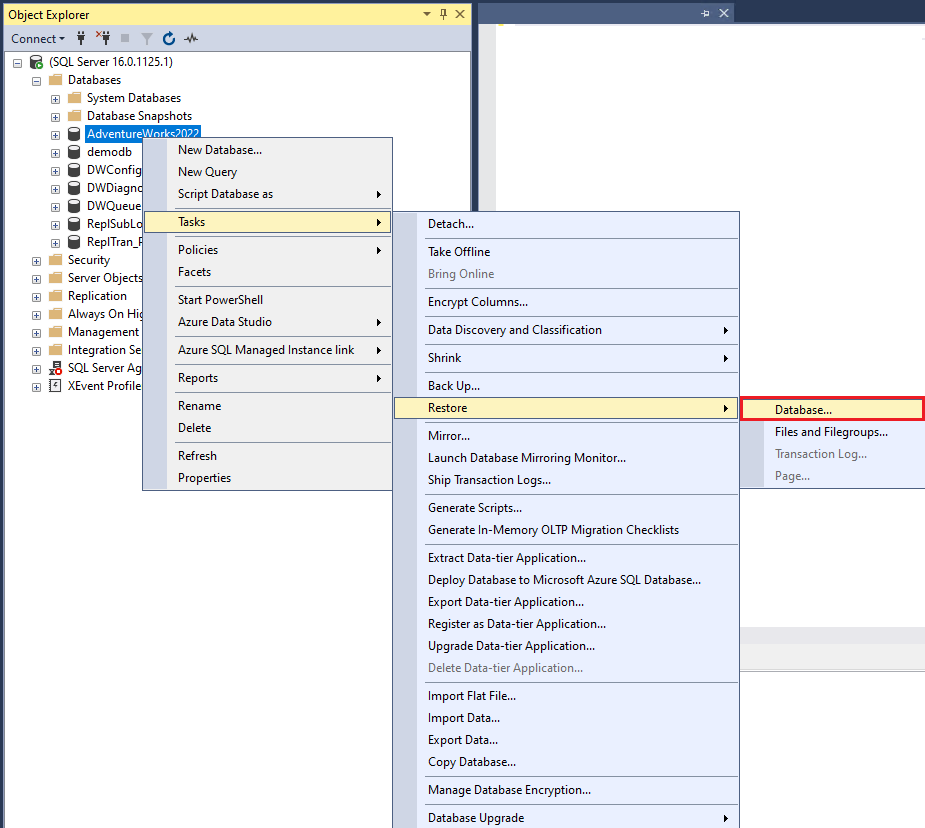 Object Explorer
Connect
(SQL Server 16.0.1125.1)
Databases
System Databases
Database Snapshots
AdventureWorks2022
demodb
DWConfig
DWDiagno
DWQueue
ReplSubLo
ReplTran_
Security
Server Objects
Replication
Always On Hig
Management
Integration Se
SQL Server Ag
XEvent Profile
New Database...
New Query
Script Database as
Tasks
Policies
Facets
Start PowerShell
Azure Data Studio
Azure SQL Managed Instance link
Reports
Rename
Delete
Refresh
Properties
Detach...
Take Offline
Bring Online
Encrypt Columns...
Data Discovery and Classification
Shrink
Back Up...
Restore
Mirror...
Launch Database Mirroring Monitor...
Ship Transaction Logs...
Generate Scripts...
Generate In-Memory OLTP Migration Checklists
Extract Data-tier Application...
Deploy Database to Microsoft Azure SQL Database...
Export Data-tier Application...
Register as Data-tier Application...
Upgrade Data-tier Application...
Delete Data-tier Application...
Import Flat File...
Import Data...
Export Data...
Copy Database...
Manage Database Encryption...
Database Upgrade
Database...
Files and Filegroups...
Transaction Log...
Page...